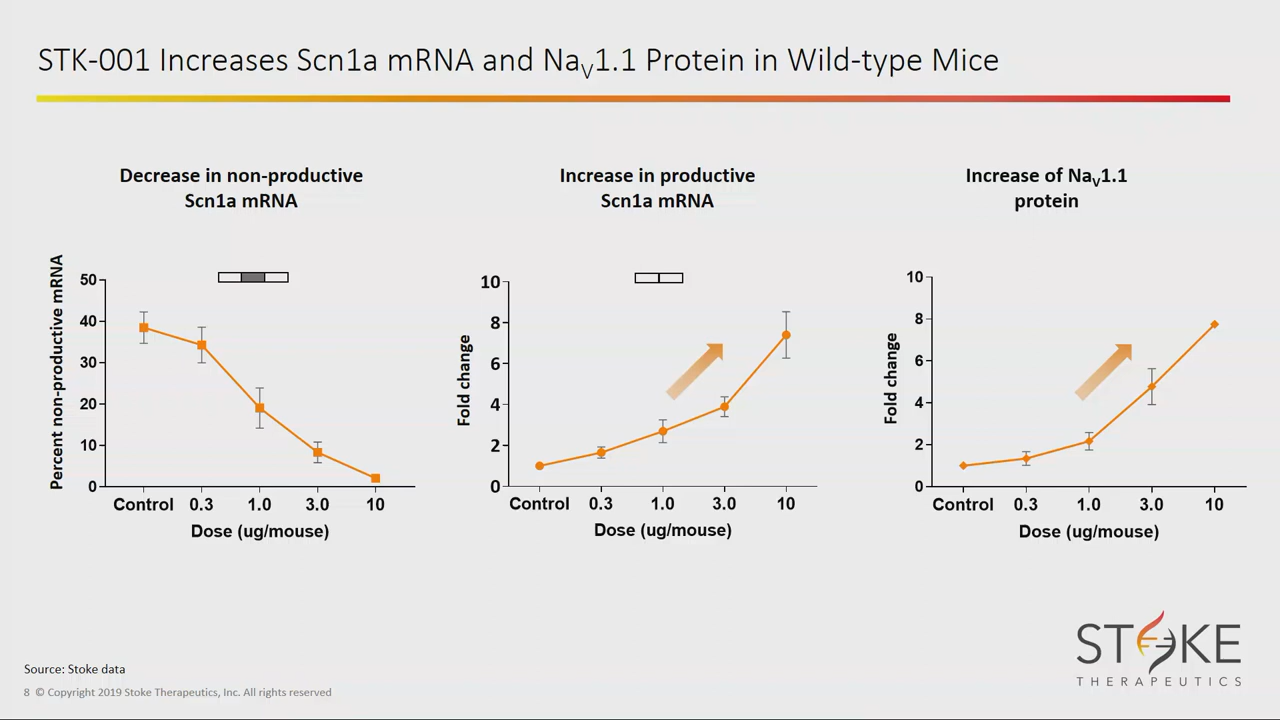 STK-001 Increases Scn1a mRNA and NaV1.1 Protein in Wild-type Mice
Decrease in non-productive
Scn1a mRNA
Percent non-productive mRNA
50
40
30
20
10
0
Control 0.3 1.0 3.0 10
Dose (ug/mouse)
Increase in productive
Scn1a mRNA
Fold change
10
8
6
4
2
0
Control 0.3 1.0 3.0 10
Dose (ug/mouse)
Increase of NaV1.1
protein
Fold change
10
8
6
4
2
0
Control 0.3 1.0 3.0 10
Dose (ug/mouse)
Source: Stoke data
8 © Copyright 2019 Stoke Therapeutics, Inc. All rights reserved
STOKE
THERAPEUTICS